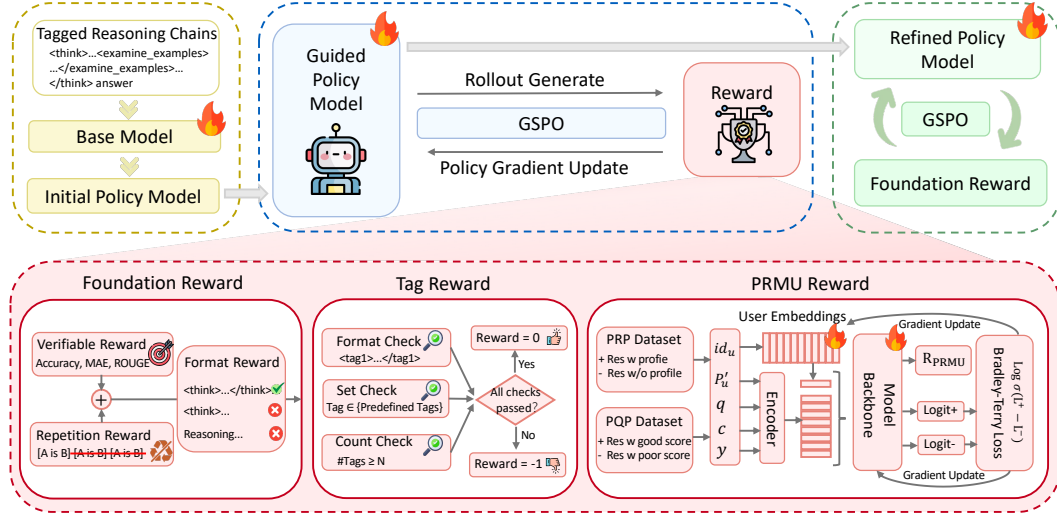 Tagged Reasoning Chains
<think>...<examine_examples>
...</examine_examples>...
</think> answer
Base Model
Initial Policy Model
Guided
Policy
Model
Rollout Generate
GSPO
Policy Gradient Update
Reward
Refined Policy
Model
GSPO
Foundation Reward
Foundation Reward
Verifiable Reward
Accuracy, MAE, ROUGE
Repetition Reward
[A is B] [A is B] [A is B]
Format Reward
<think>...</think>
<think>...
Reasoning...
Tag Reward
Format Check
<tag1>...</tag1>
Set Check
Tag ∈ {Predefined Tags}
Count Check
#Tags ≥ N
Reward = 0
Yes
All checks
passed?
No
Reward = -1
PRMU Reward
PRP Dataset
+ Res w profie
- Res w/o profile
PQP Dataset
+ Res w good score
- Res w poor score
id_u
P'_u
q
c
y
User Embeddings
Encoder
Model
Backbone
Gradient Update
R_PRMU
Logit+
Logit-
Gradient Update
Bradley-Terry Loss
Log σ(L⁺ − L⁻)